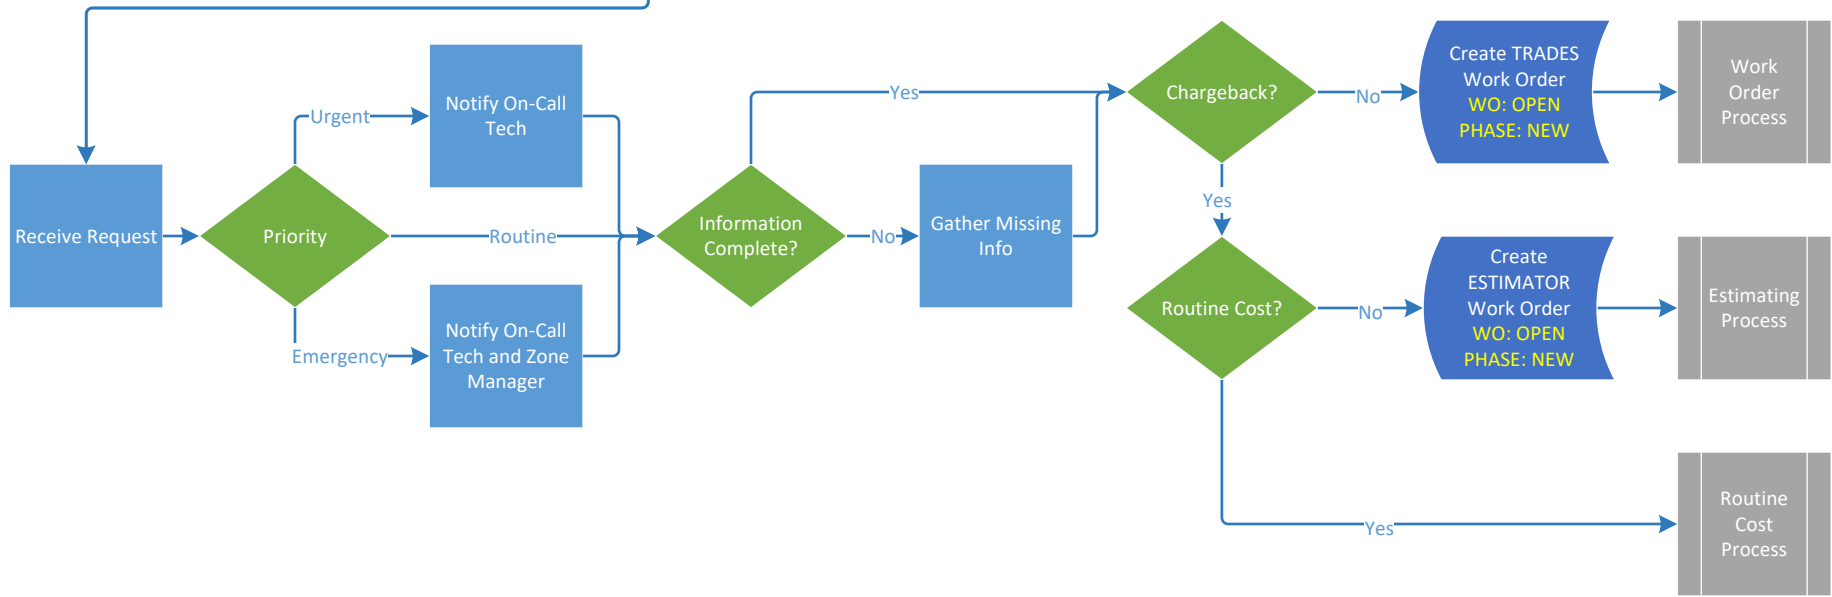 Receive Request
Priority
Urgent
Notify On-Call
Tech
Routine
Emergency
Notify On-Call
Tech and Zone
Manager
Information
Complete?
Yes
No
Gather Missing
Info
Chargeback?
No
Create TRADES
Work Order
WO: OPEN
PHASE: NEW
Work
Order
Process
Yes
Routine Cost?
No
Create
ESTIMATOR
Work Order
WO: OPEN
PHASE: NEW
Estimating
Process
Yes
Routine
Cost
Process